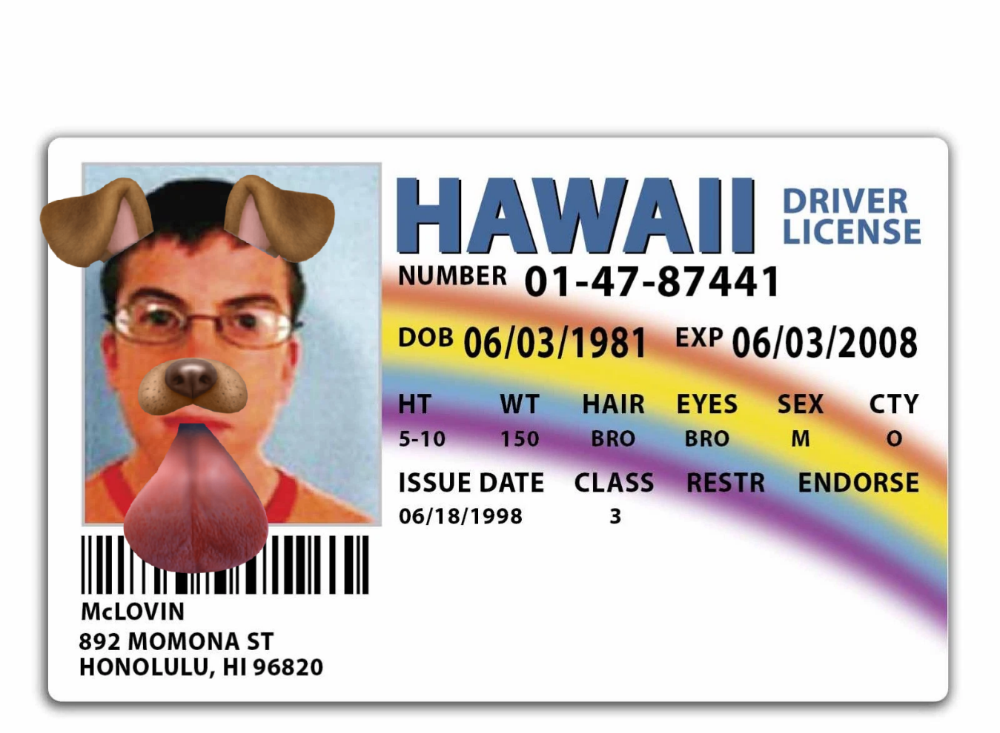 HAWAII DRIVER LICENSE
NUMBER 01-47-87441
DOB 06/03/1981 EXP 06/03/2008
HT WT HAIR EYES SEX CTY
5-10 150 BRO BRO M O
ISSUE DATE CLASS RESTR ENDORSE
06/18/1998 3
McLOVIN
892 MOMONA ST
HONOLULU, HI 96820